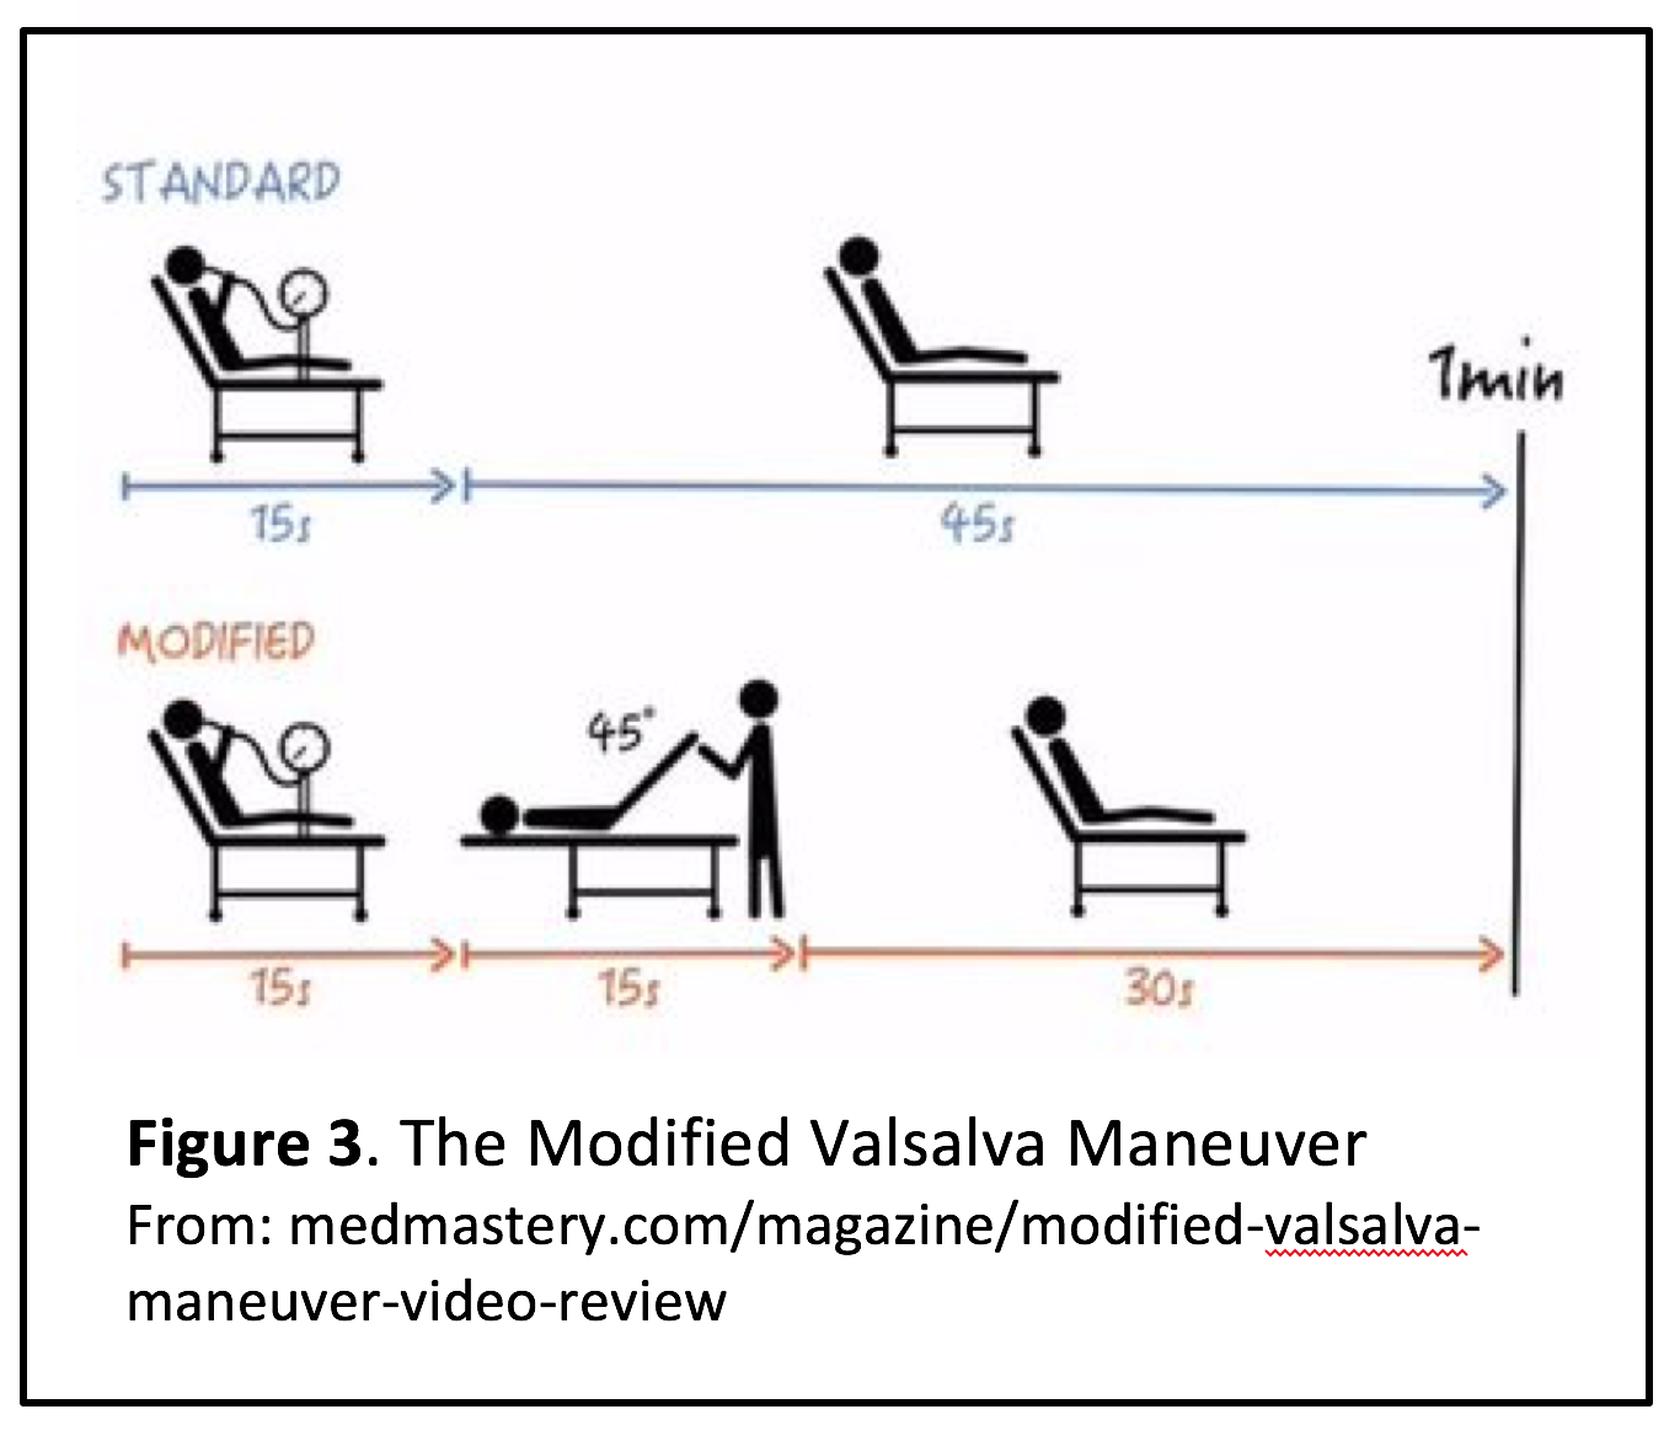 STANDARD
1min
15s
45s
MODIFIED
45°
15s
15s
30s
Figure 3. The Modified Valsalva Maneuver
From: medmastery.com/magazine/modified-valsalva-
maneuver-video-review